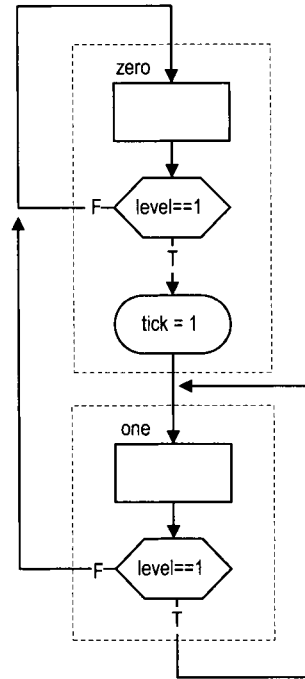 zero
F
level==1
T
tick = 1
one
F
level==1
T